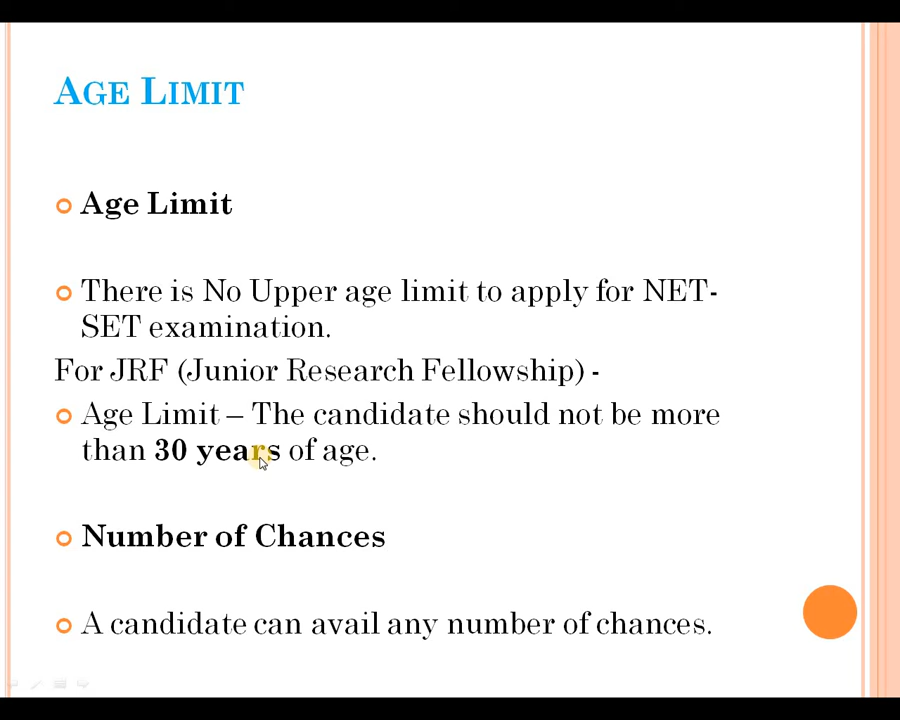 AGE LIMIT
Age Limit
There is No Upper age limit to apply for NET-
SET examination.
For JRF (Junior Research Fellowship) -
Age Limit – The candidate should not be more
than 30 years of age.
Number of Chances
A candidate can avail any number of chances.